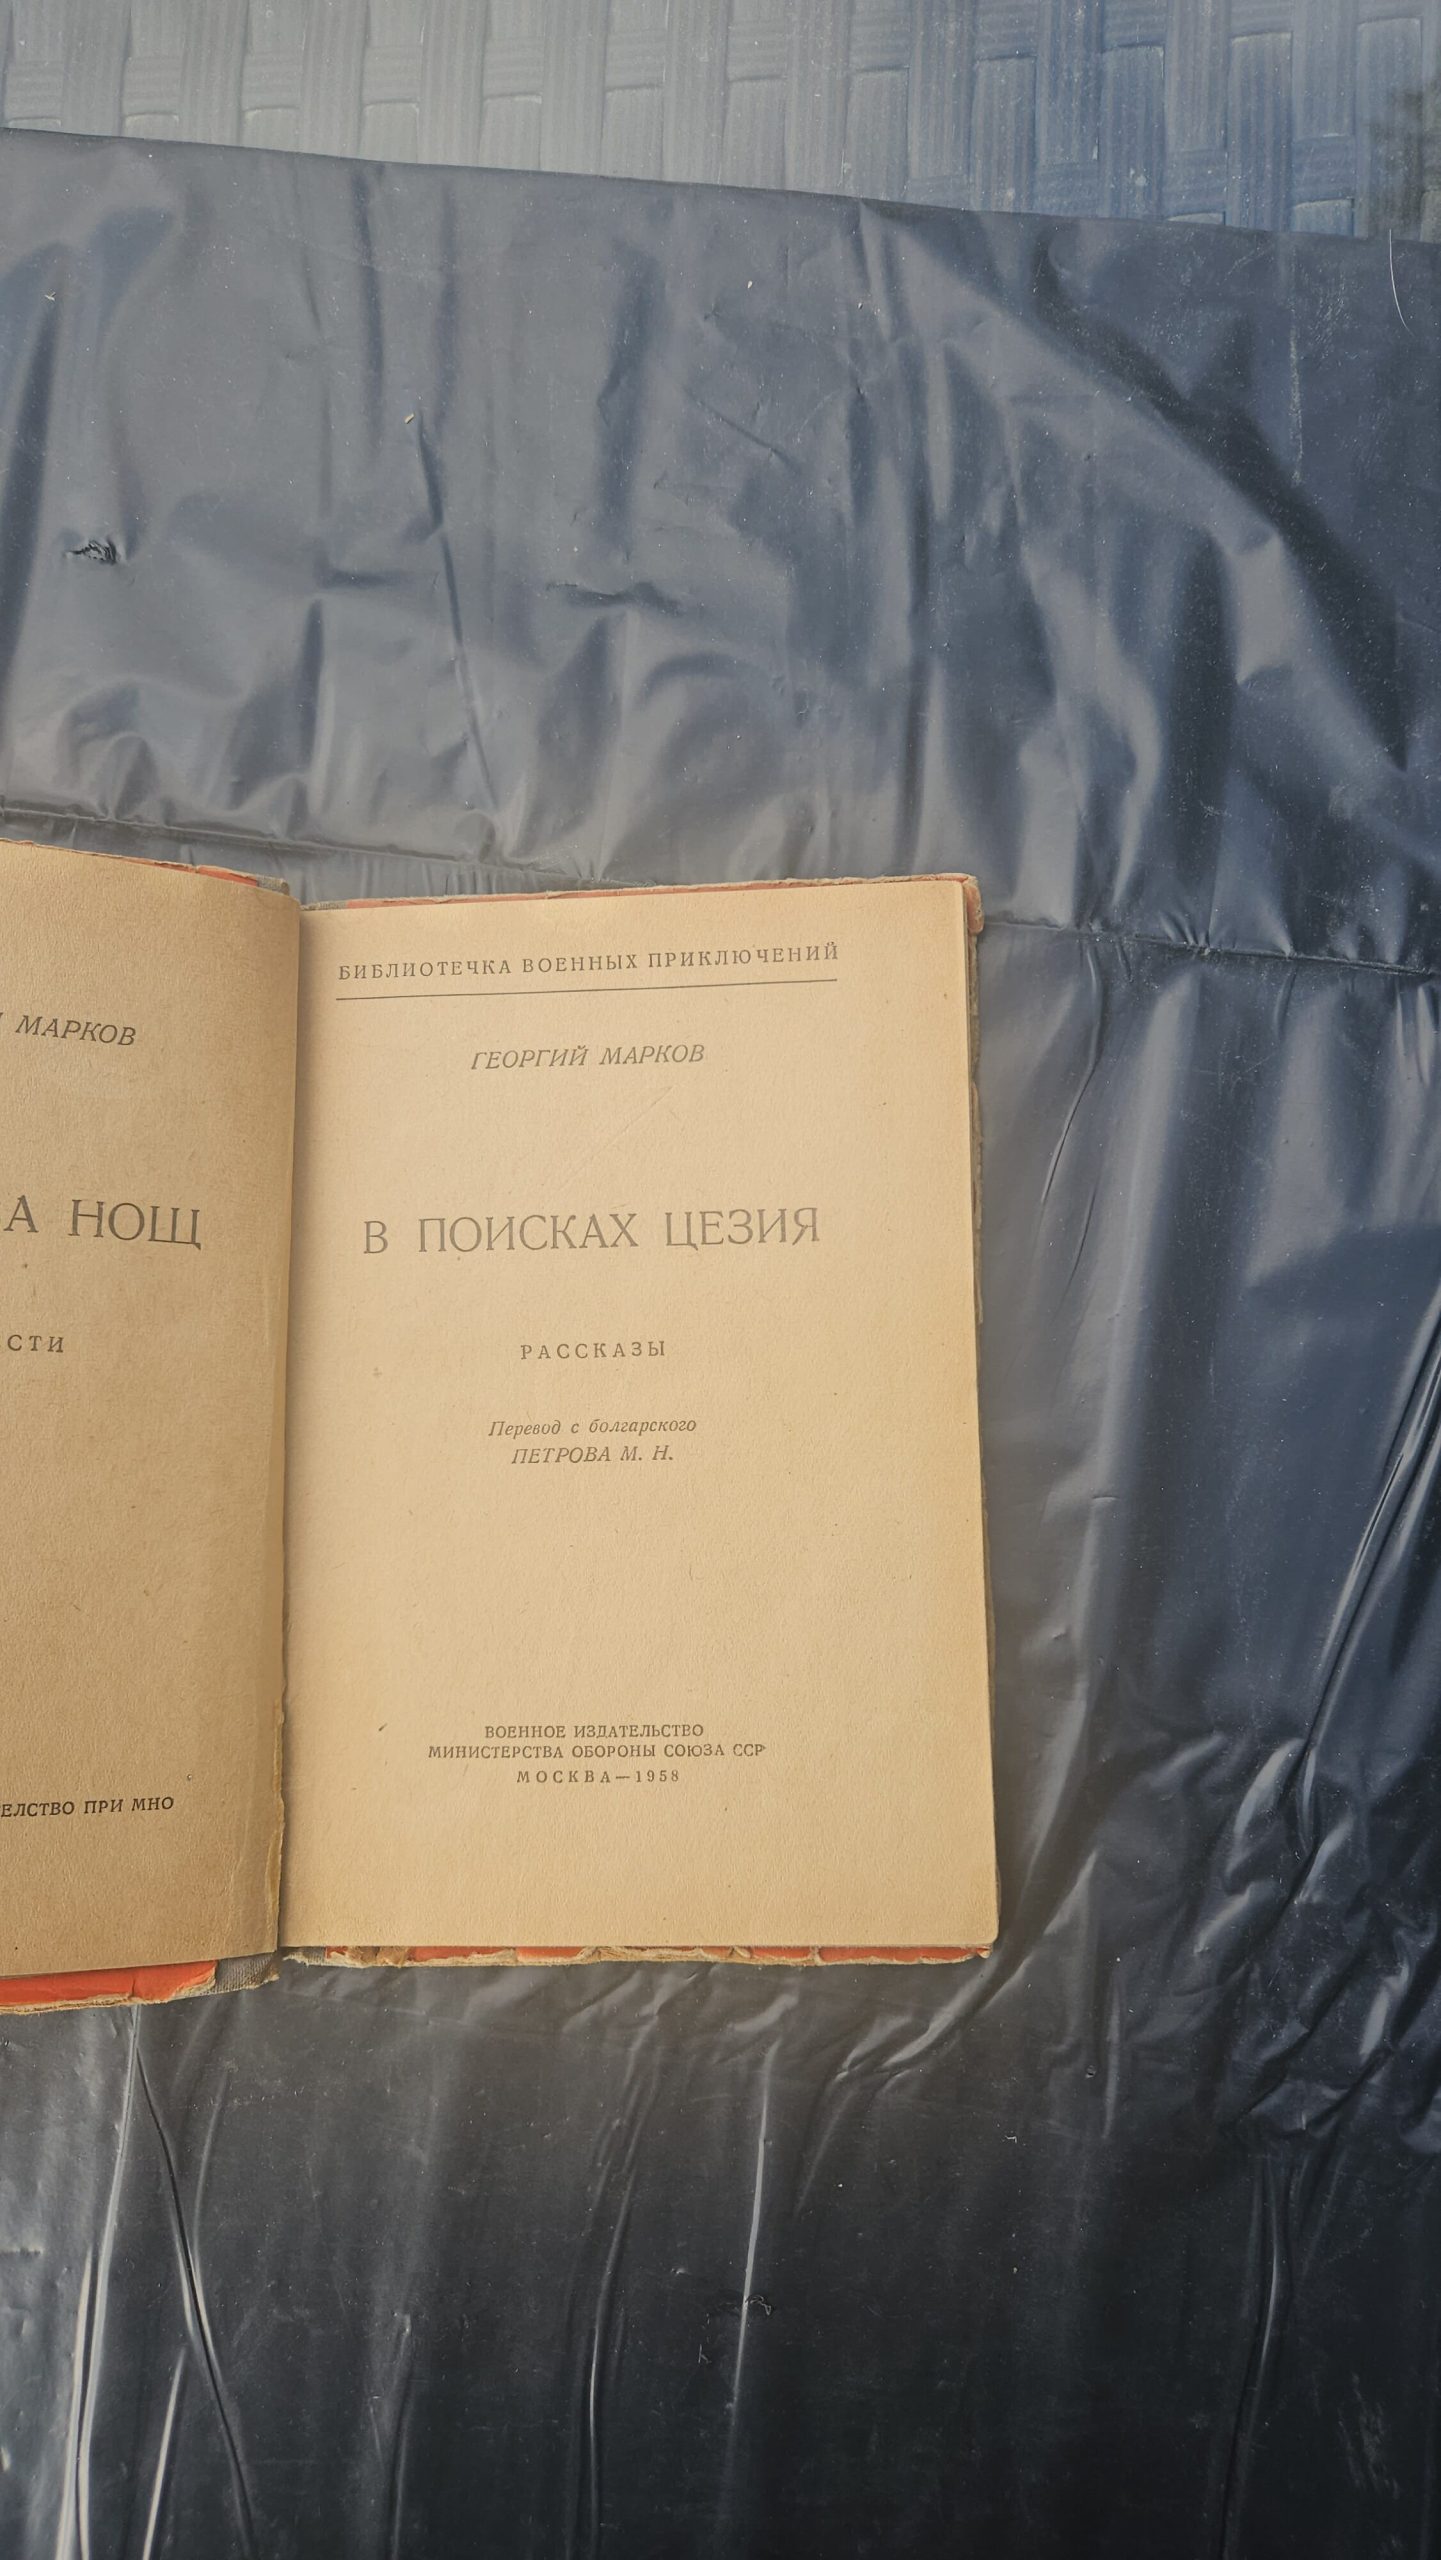 МАРКОВ
А НОЩ
СТИ
ЕЛСТВО ПРИ МНО
БИБЛИОТЕЧКА ВОЕННЫХ ПРИКЛЮЧЕНИЙ
ГЕОРГИЙ МАРКОВ
В ПОИСКАХ ЦЕЗИЯ
РАССКАЗЫ
Перевод с болгарского
ПЕТРОВА М. Н.
ВОЕННОЕ ИЗДАТЕЛЬСТВО
МИНИСТЕРСТВА ОБОРОНЫ СОЮЗА ССР
МОСКВА—1958